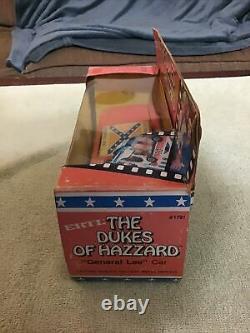 ERTL
THE
DUKES
OF HAZZARD
#1791
"General Lee" Car